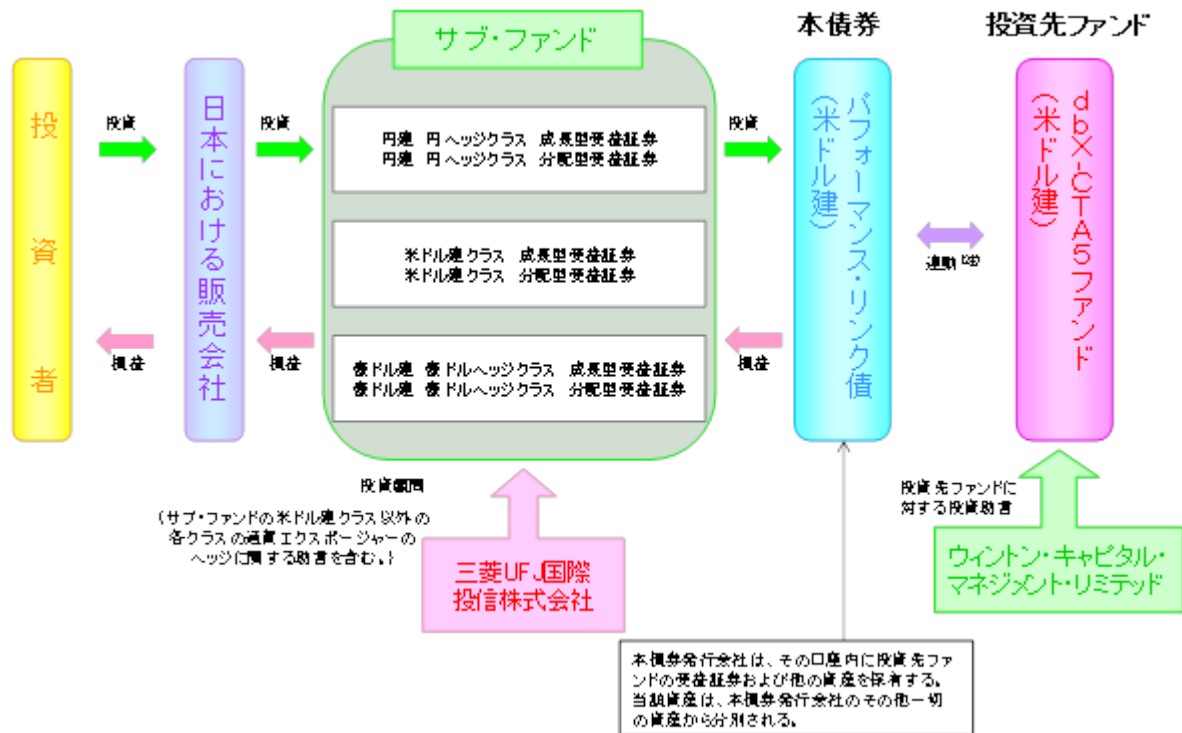 サブ・ファンド
本債券
投資先ファンド
投資者
投資
日本における販売会社
投資
円建 円ヘッジクラス 成長型受益証券
円建 円ヘッジクラス 分配型受益証券
米ドル建クラス 成長型受益証券
米ドル建クラス 分配型受益証券
豪ドル建 豪ドルヘッジクラス 成長型受益証券
豪ドル建 豪ドルヘッジクラス 分配型受益証券
投資
パフォーマンス・リンク債
(米ドル建)
連動(注)
dbX-CTA5ファンド
(米ドル建)
損益
損益
損益
投資顧問
(サブ・ファンドの米ドル建クラス以外の
各クラスの通貨エクスポージャーの
ヘッジに関する助言を含む。)
三菱UFJ国際
投信株式会社
投資先ファンドに
対する投資助言
ウィントン・キャピタル・
マネジメント・リミテッド
本債券発行会社は、その口座内に投資先ファ
ンドの受益証券および他の資産を保有する。
当該資産は、本債券発行会社のその他一切
の資産から分別される。